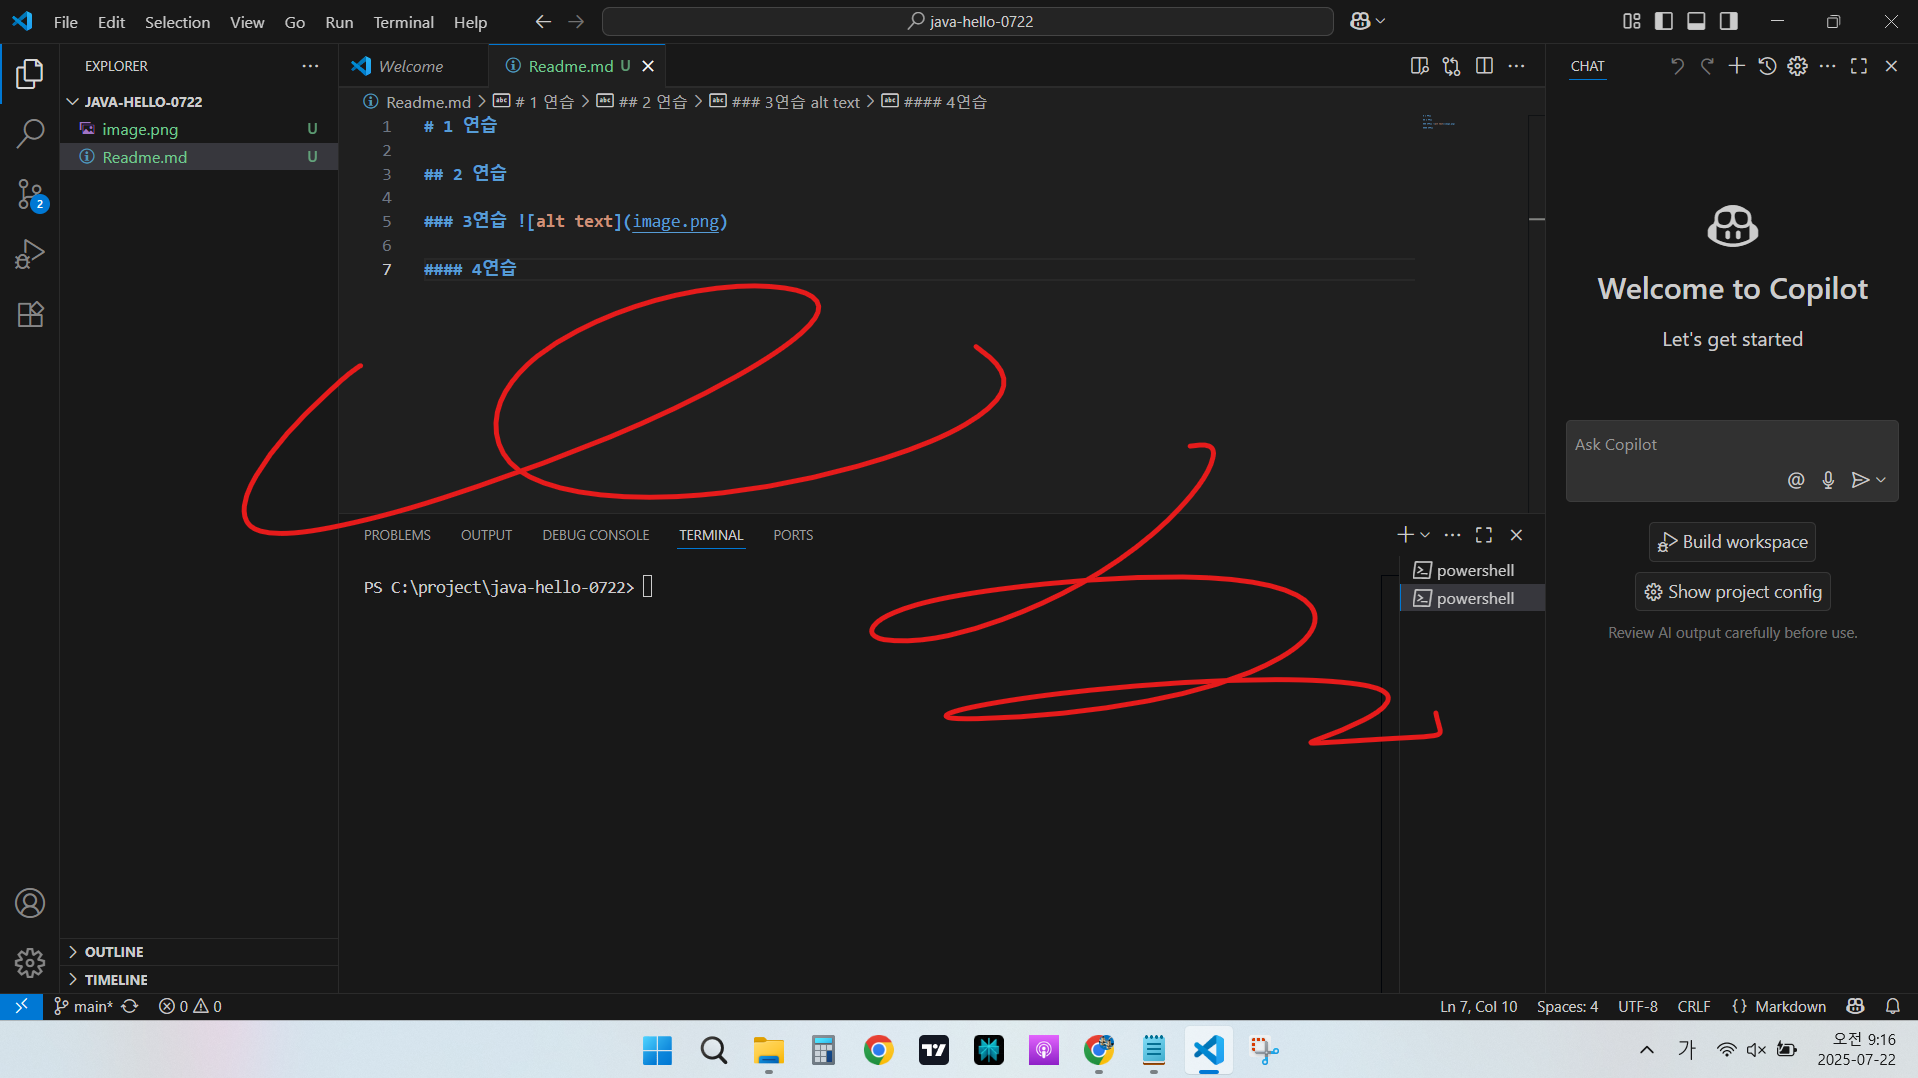 File Edit Selection View Go Run Terminal Help
java-hello-0722
EXPLORER
JAVA-HELLO-0722
image.png U
Readme.md U
Welcome
Readme.md U
Readme.md > # 1 연습 > ## 2 연습 > ### 3연습 alt text > #### 4연습
1 # 1 연습
2
3 ## 2 연습
4
5 ### 3연습 ![alt text](image.png)
6
7 #### 4연습
PROBLEMS OUTPUT DEBUG CONSOLE TERMINAL PORTS
PS C:\project\java-hello-0722>
powershell
powershell
CHAT
Welcome to Copilot
Let's get started
Ask Copilot
Build workspace
Show project config
Review AI output carefully before use.
2
OUTLINE
TIMELINE
main* 0 0
Ln 7, Col 10 Spaces: 4 UTF-8 CRLF {} Markdown
가
오전 9:16
2025-07-22